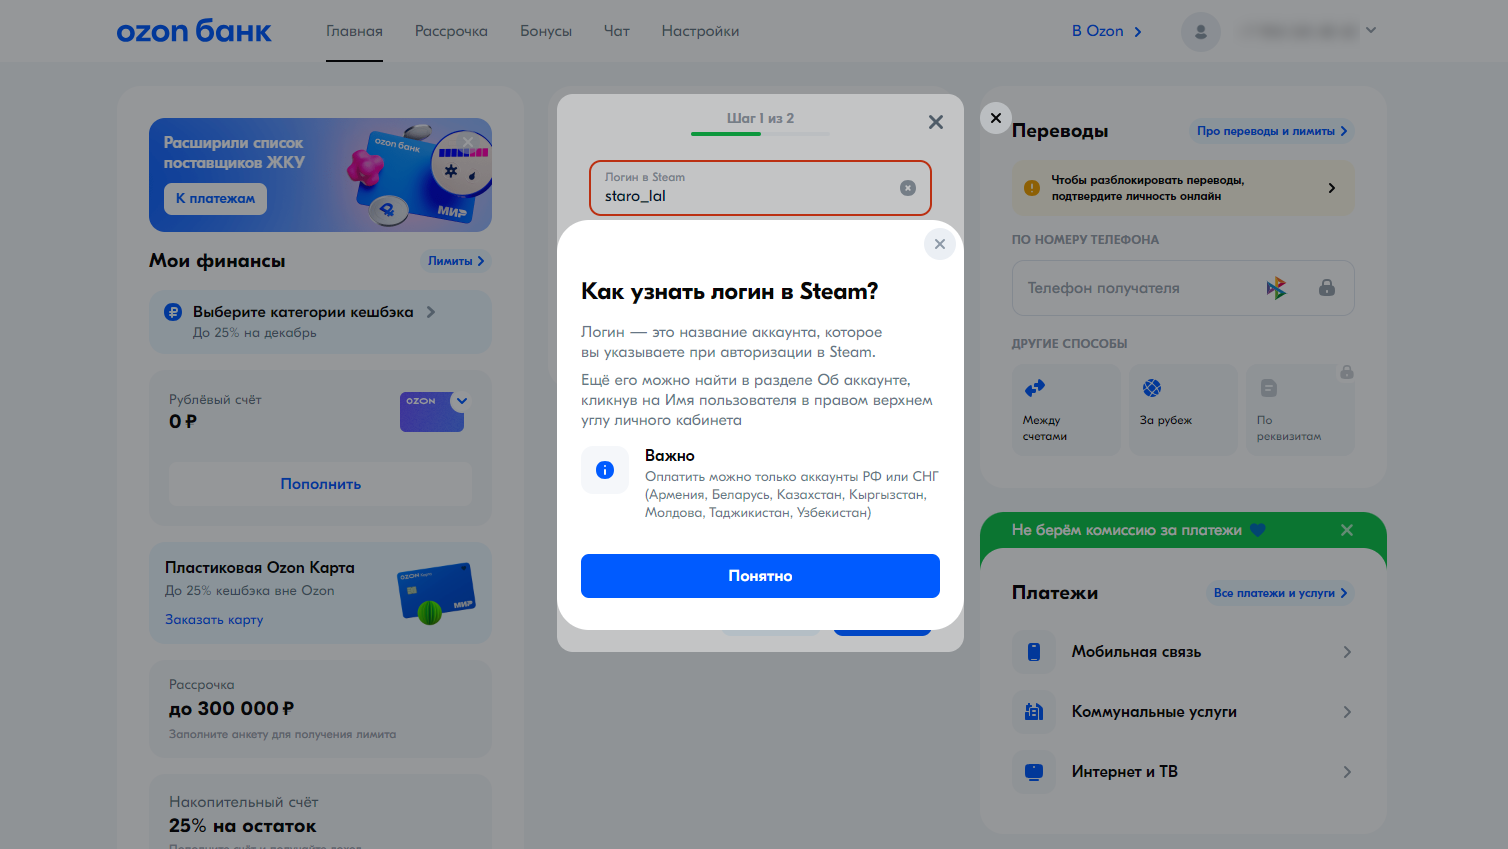 ozon банк
Главная
Рассрочка
Бонусы
Чат
Настройки
В Ozon
Расширили список
поставщиков ЖКУ
К платежам
ozon банк
МИР
Мои финансы
Лимиты
Выберите категории кешбэка
До 25% на декабрь
Рублёвый счёт
0 ₽
OZON
Пополнить
Пластиковая Ozon Карта
До 25% кешбэка вне Ozon
Заказать карту
МИР
Рассрочка
до 300 000 ₽
Заполните анкету для получения лимита
Накопительный счёт
25% на остаток
Шаг 1 из 2
Логин в Steam
staro_lal
Как узнать логин в Steam?
Логин — это название аккаунта, которое
вы указываете при авторизации в Steam.
Ещё его можно найти в разделе Об аккаунте,
кликнув на Имя пользователя в правом верхнем
углу личного кабинета
Важно
Оплатить можно только аккаунты РФ или СНГ
(Армения, Беларусь, Казахстан, Кыргызстан,
Молдова, Таджикистан, Узбекистан)
Понятно
Переводы
Про переводы и лимиты
Чтобы разблокировать переводы,
подтвердите личность онлайн
ПО НОМЕРУ ТЕЛЕФОНА
Телефон получателя
ДРУГИЕ СПОСОБЫ
Между
счетами
За рубеж
По
реквизитам
Не берём комиссию за платежи
Платежи
Все платежи и услуги
Мобильная связь
Коммунальные услуги
Интернет и ТВ